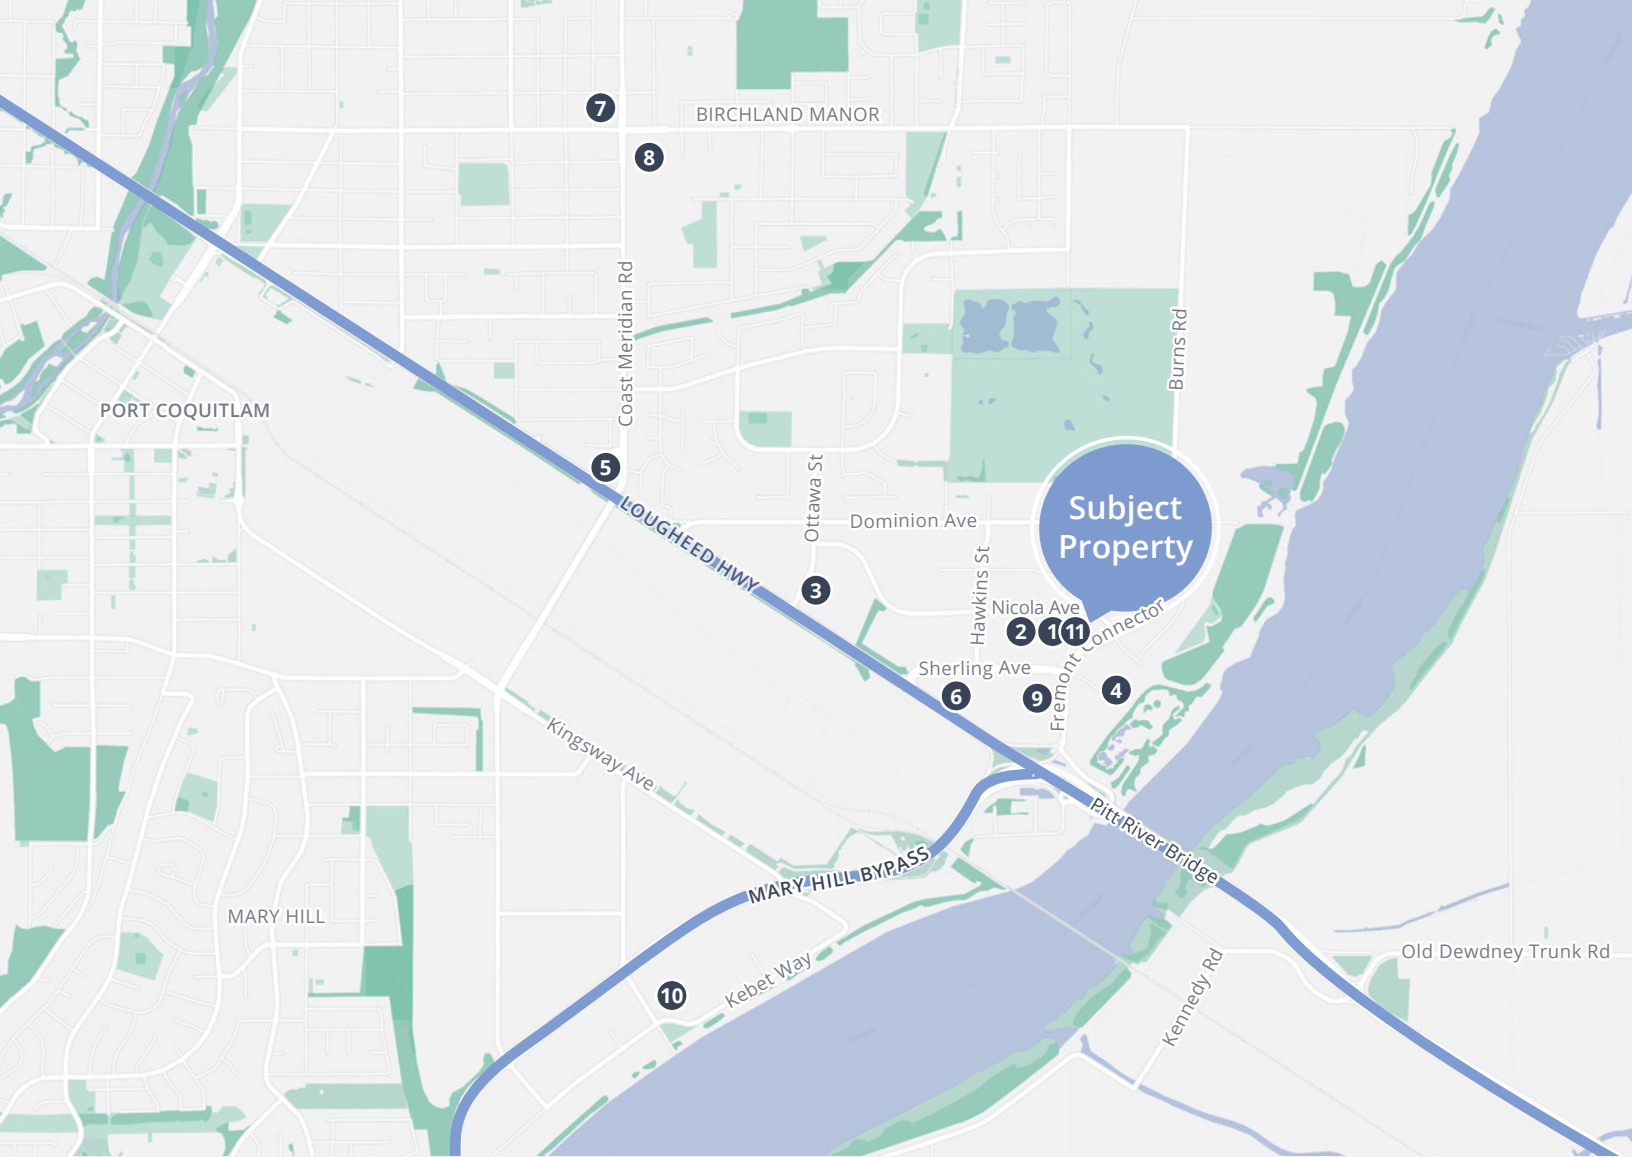 7
BIRCHLAND MANOR
8
Coast Meridian Rd
Burns Rd
PORT COQUITLAM
5
Ottawa St
LOUGHEED HWY
Dominion Ave
Subject
Property
Hawkins St
3
Nicola Ave
2
1
11
Fremont Connector
Sherling Ave
6
9
4
Kingsway Ave
Pitt River Bridge
MARY HILL BYPASS
MARY HILL
Old Dewdney Trunk Rd
Kebet Way
Kennedy Rd
10